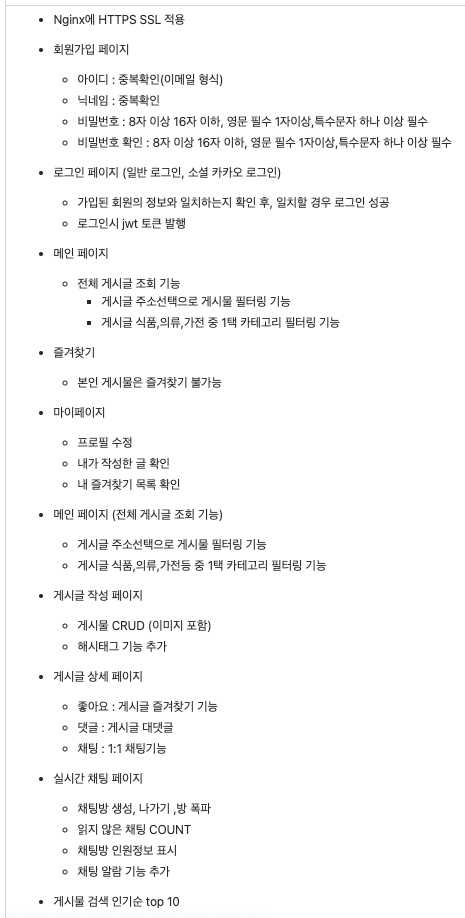 Nginx에 HTTPS SSL 적용
회원가입 페이지
아이디 : 중복확인(이메일 형식)
닉네임 : 중복확인
비밀번호 : 8자 이상 16자 이하, 영문 필수 1자이상,특수문자 하나 이상 필수
비밀번호 확인 : 8자 이상 16자 이하, 영문 필수 1자이상,특수문자 하나 이상 필수
로그인 페이지 (일반 로그인, 소셜 카카오 로그인)
가입된 회원의 정보와 일치하는지 확인 후, 일치할 경우 로그인 성공
로그인시 jwt 토큰 발행
메인 페이지
전체 게시글 조회 기능
게시글 주소선택으로 게시물 필터링 기능
게시글 식품,의류,가전 중 1택 카테고리 필터링 기능
즐겨찾기
본인 게시물은 즐겨찾기 불가능
마이페이지
프로필 수정
내가 작성한 글 확인
내 즐겨찾기 목록 확인
메인 페이지 (전체 게시글 조회 기능)
게시글 주소선택으로 게시물 필터링 기능
게시글 식품,의류,가전등 중 1택 카테고리 필터링 기능
게시글 작성 페이지
게시물 CRUD (이미지 포함)
해시태그 기능 추가
게시글 상세 페이지
좋아요 : 게시글 즐겨찾기 기능
댓글 : 게시글 대댓글
채팅 : 1:1 채팅기능
실시간 채팅 페이지
채팅방 생성, 나가기 ,방 폭파
읽지 않은 채팅 COUNT
채팅방 인원정보 표시
채팅 알람 기능 추가
게시물 검색 인기순 top 10